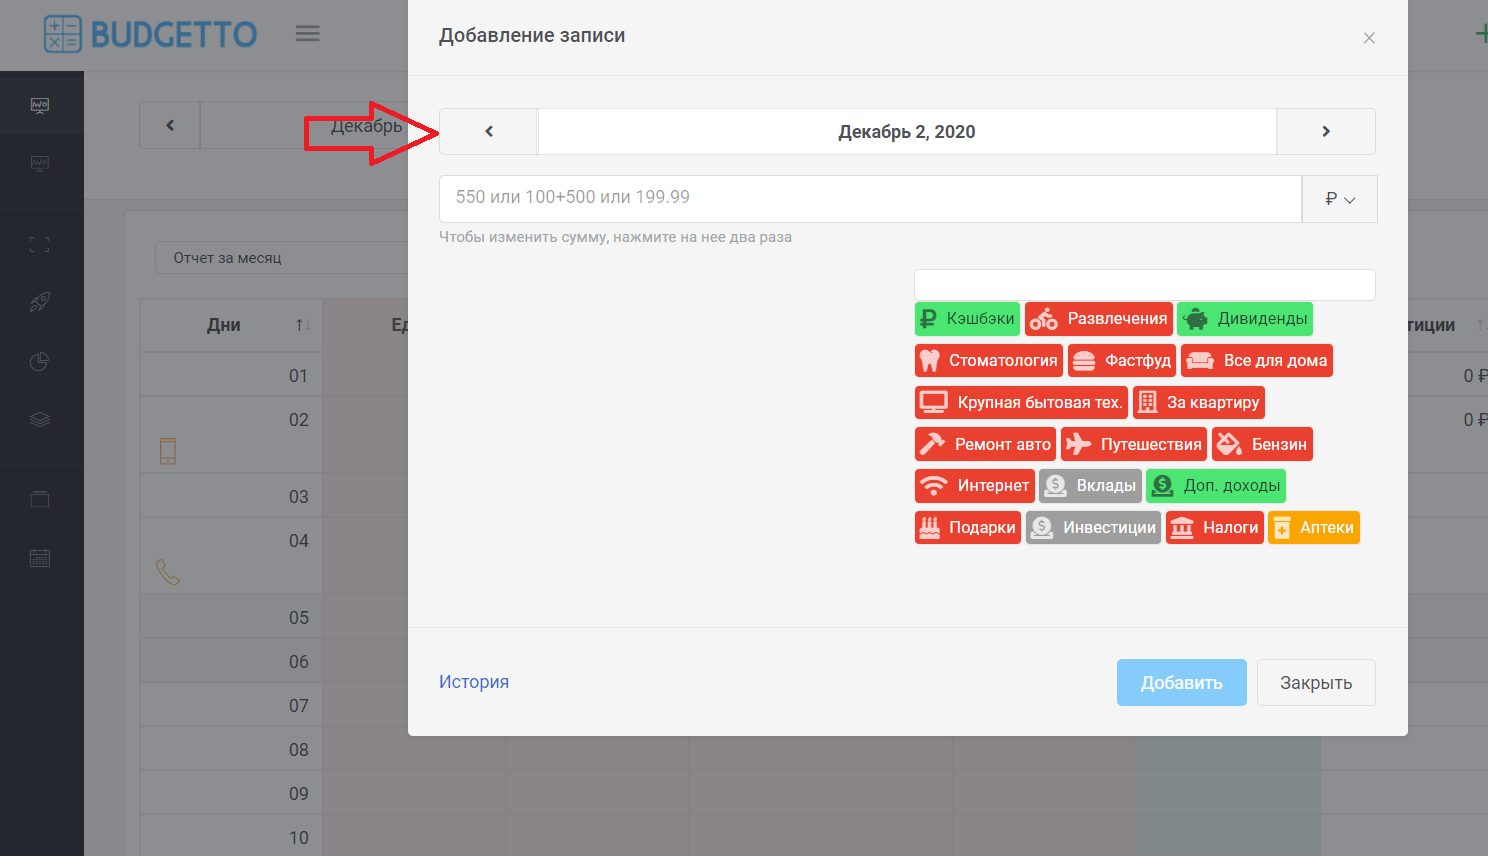 BUDGETTO
Добавление записи
Декабрь
Декабрь 2, 2020
550 или 100+500 или 199.99
₽
Чтобы изменить сумму, нажмите на нее два раза
Отчет за месяц
Кэшбэки Развлечения Дивиденды
Дни
Ед
тиции
Стоматология Фастфуд Все для дома
01
0 ₽
Крупная бытовая тех. За квартиру
02
0 ₽
Ремонт авто Путешествия Бензин
Интернет Вклады Доп. доходы
03
Подарки Инвестиции Налоги Аптеки
04
05
06
История
Добавить Закрыть
07
08
09
10